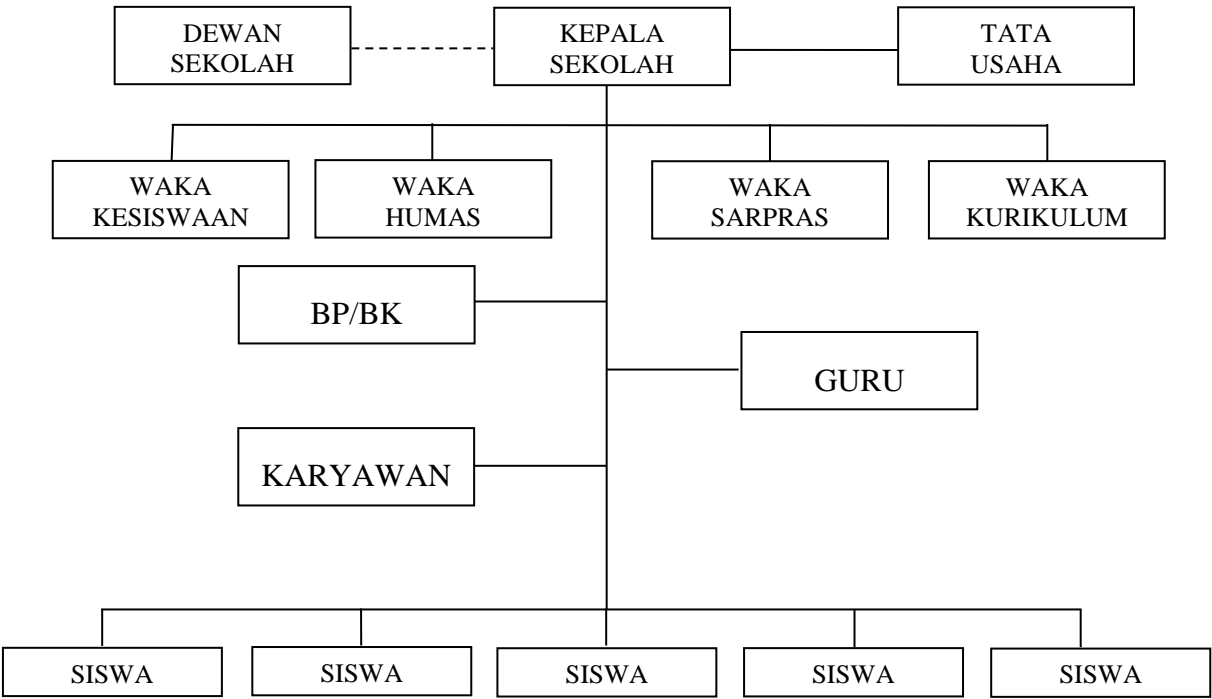 DEWAN
SEKOLAH
KEPALA
SEKOLAH
TATA
USAHA
WAKA
KESISWAAN
WAKA
HUMAS
WAKA
SARPRAS
WAKA
KURIKULUM
BP/BK
GURU
KARYAWAN
SISWA
SISWA
SISWA
SISWA
SISWA